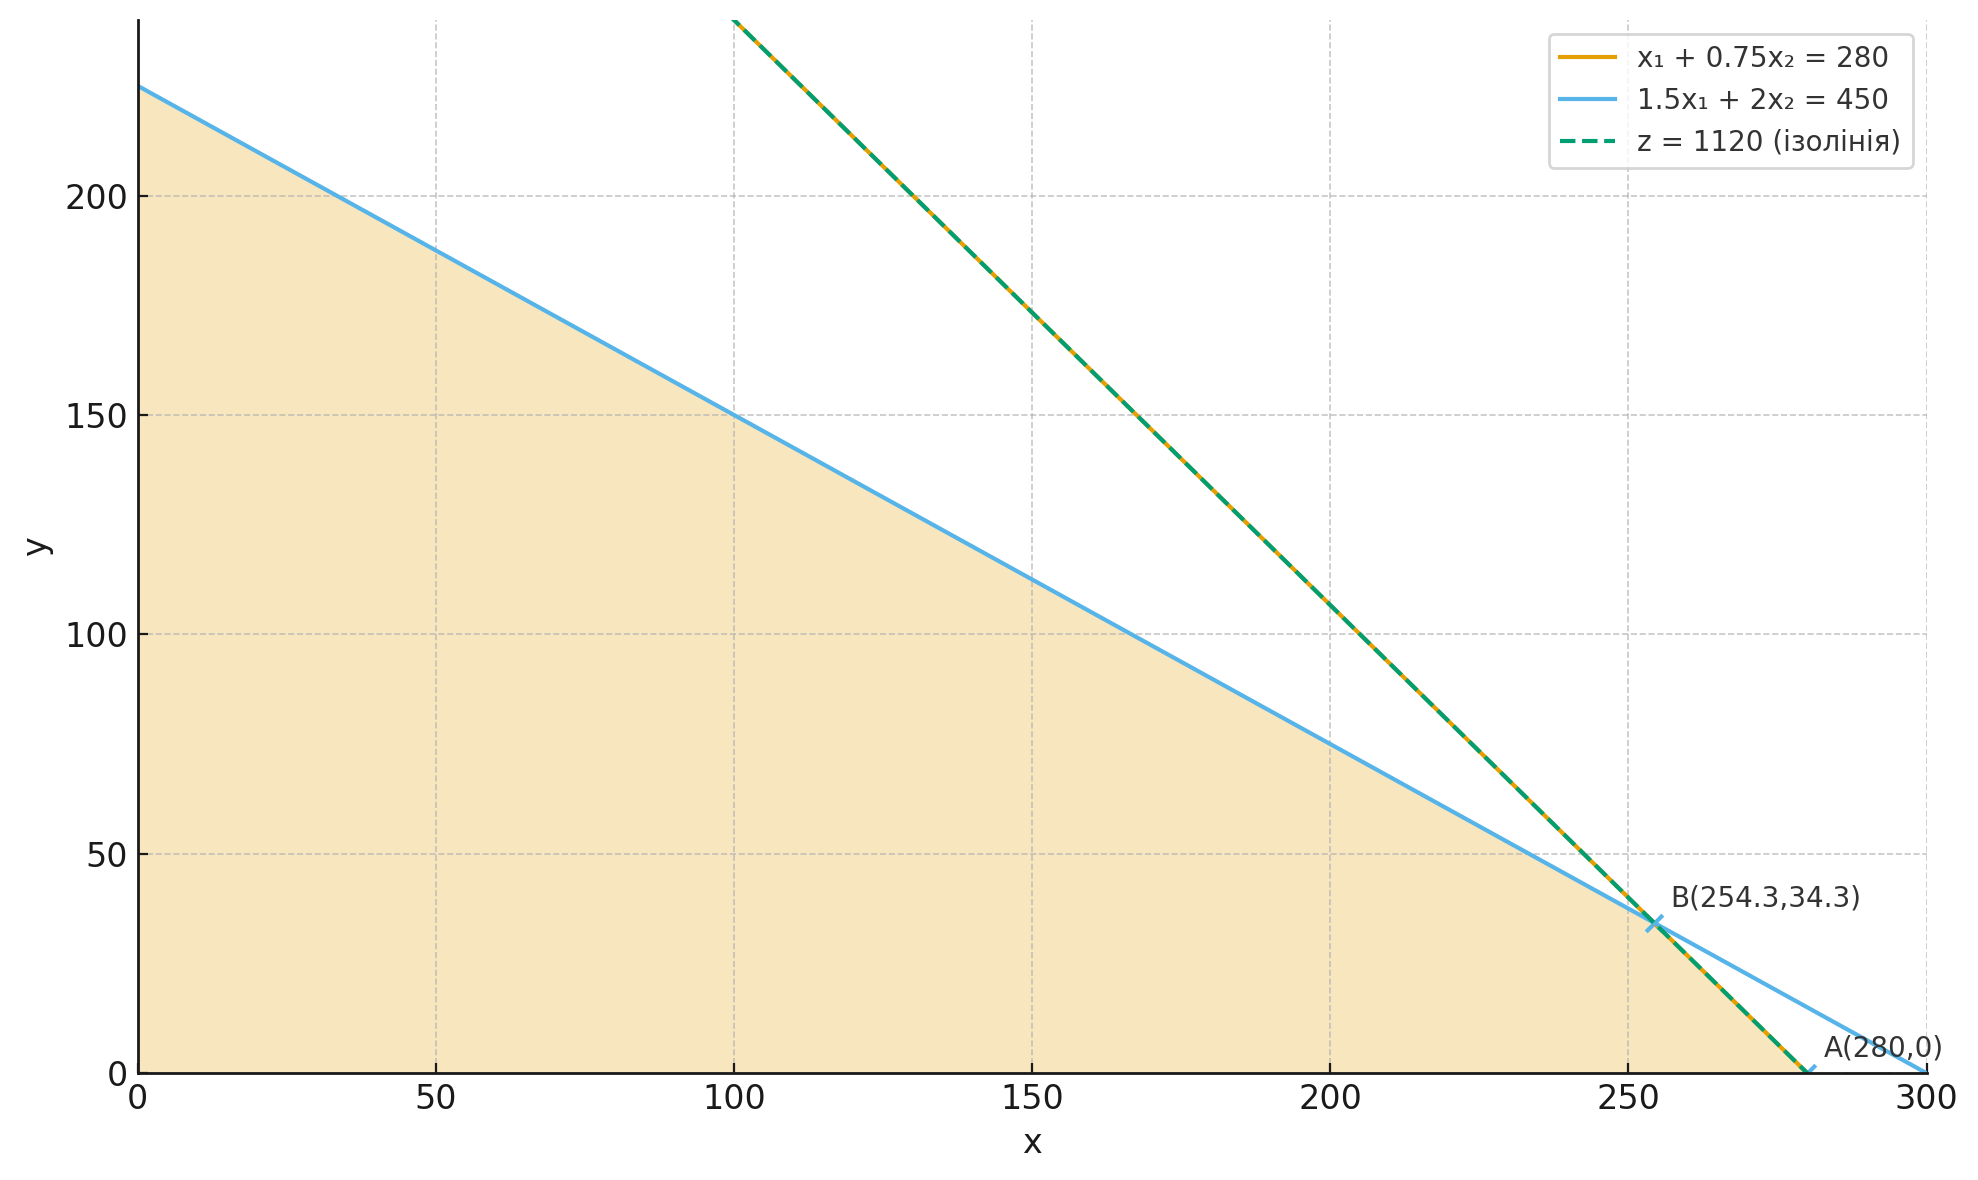 x₁ + 0.75x₂ = 280
1.5x₁ + 2x₂ = 450
z = 1120 (ізолінія)
200
150
100
50
0
y
B(254.3,34.3)
A(280,0)
0 50 100 150 200 250 300
x